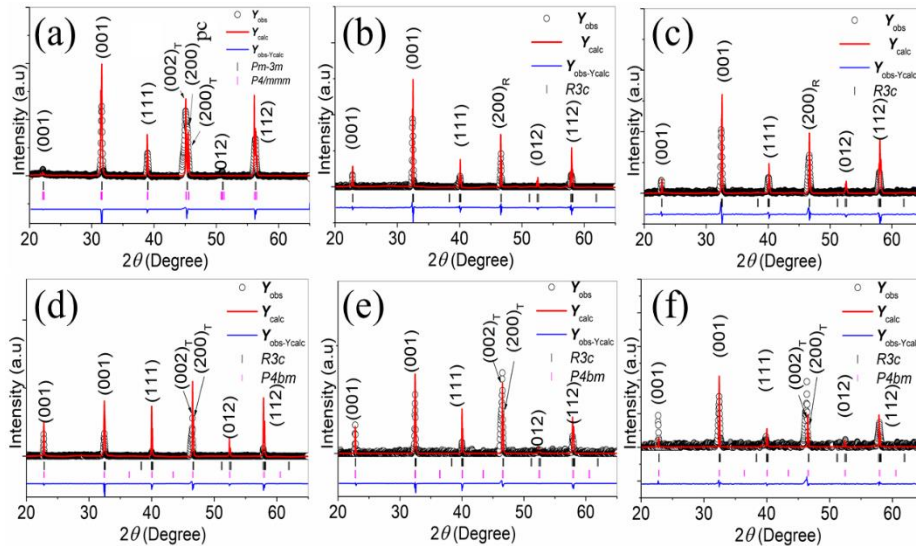 (a)
(001)
(001)
(111)
(002)T
(200) pc
(200)T
(012)
(112)
Yobs
Ycalc
Yobs-Ycalc
Pm-3m
P4/mmm
Intensity (a.u)
20 30 40 50 60
2θ (Degree)
(b)
(001)
(001)
(111)
(200)R
(012)
(112)
Yobs
Ycalc
Yobs-Ycalc
R3c
Intensity (a.u)
20 30 40 50 60
2θ (Degree)
(c)
(001)
(001)
(111)
(200)R
(012)
(112)
Yobs
Ycalc
Yobs-Ycalc
R3c
Intensity (a.u)
20 30 40 50 60
2θ (Degree)
(d)
(001)
(001)
(111)
(002)T
(200)T
(012)
(112)
Yobs
Ycalc
Yobs-Ycalc
R3c
P4bm
Intensity (a.u)
20 30 40 50 60
2θ (Degree)
(e)
(001)
(001)
(111)
(002)T
(200)T
(012)
(112)
Yobs
Ycalc
Yobs-Ycalc
R3c
P4bm
Intensity (a.u)
20 30 40 50 60
2θ (Degree)
(f)
(001)
(001)
(111)
(002)T
(200)T
(012)
(112)
Yobs
Ycalc
Yobs-Ycalc
R3c
P4bm
Intensity (a.u)
20 30 40 50 60
2θ (Degree)